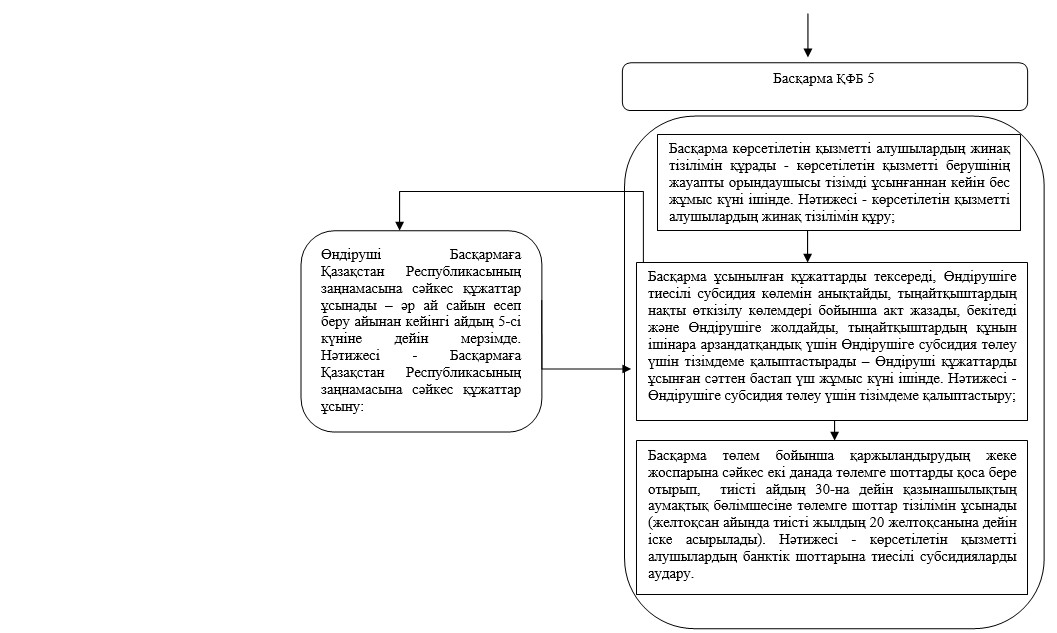 Басқарма ҚФБ 5
Басқарма көрсетілетін қызметті алушылардың жинақ
тізілімін құрады - көрсетілетін қызметті берушінің
жауапты орындаушысы тізімді ұсынғаннан кейін бес
жұмыс күні ішінде. Нәтижесі - көрсетілетін қызметті
алушылардың жинақ тізілімін құру;
Өндіруші Басқармаға
Қазақстан Республикасының
заңнамасына сәйкес құжаттар
ұсынады – әр ай сайын есеп
беру айынан кейінгі айдың 5-сі
күніне дейін мерзімде.
Нәтижесі - Басқармаға
Қазақстан Республикасының
заңнамасына сәйкес құжаттар
ұсыну:
Басқарма ұсынылған құжаттарды тексереді, Өндірушіге
тиесілі субсидия көлемін анықтайды, тыңайтқыштардың
нақты өткізілу көлемдері бойынша акт жазады, бекітеді
және Өндірушіге жолдайды, тыңайтқыштардың құнын
ішінара арзандатқандық үшін Өндірушіге субсидия төлеу
үшін тізімдеме қалыптастырады – Өндіруші құжаттарды
ұсынған сәттен бастап үш жұмыс күні ішінде. Нәтижесі -
Өндірушіге субсидия төлеу үшін тізімдеме қалыптастыру;
Басқарма төлем бойынша қаржыландырудың жеке
жоспарына сәйкес екі данада төлемге шоттарды қоса бере
отырып, тиісті айдың 30-на дейін қазынашылықтың
аумақтық бөлімшесіне төлемге шоттар тізілімін ұсынады
(желтоқсан айында тиісті жылдың 20 желтоқсанына дейін
іске асырылады). Нәтижесі - көрсетілетін қызметті
алушылардың банктік шоттарына тиесілі субсидияларды
аудару.